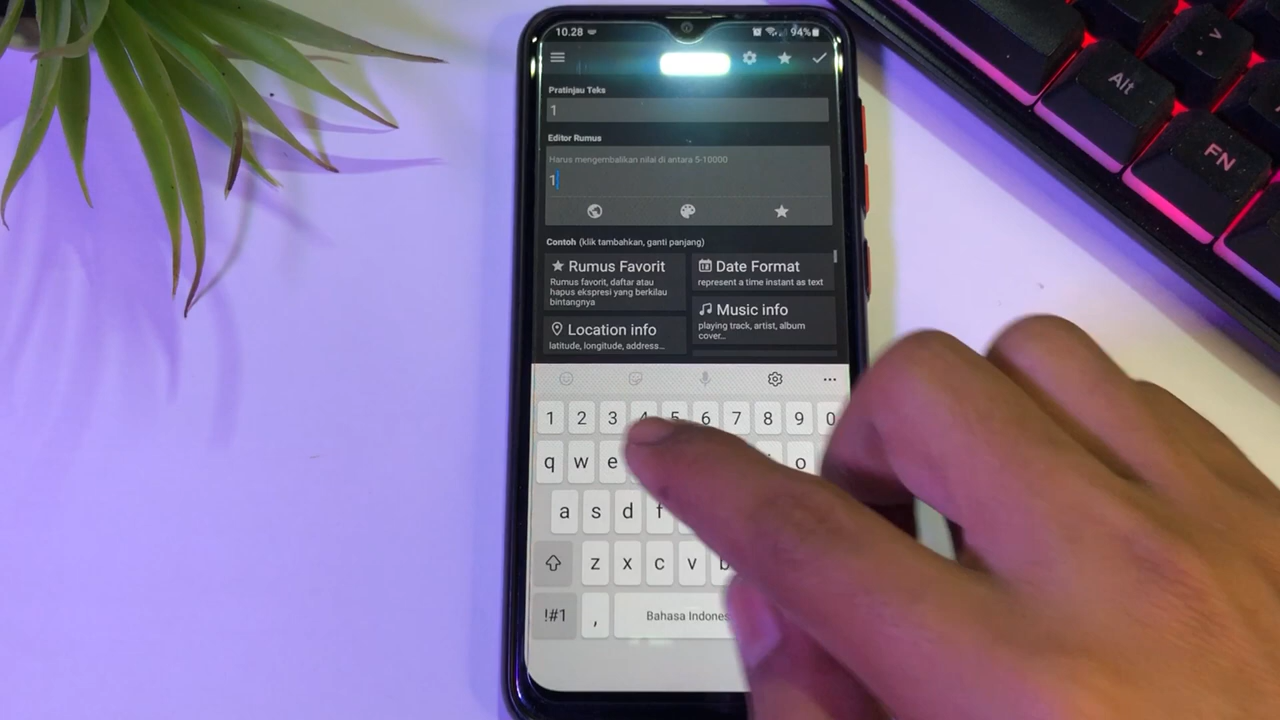 10.28
94%
Pratinjau Teks
1
Editor Rumus
Harus mengembalikan nilai di antara 5-10000
1
Contoh (klik tambahkan, ganti panjang)
Rumus Favorit
Rumus favorit, daftar atau
hapus ekspresi yang berkilau
bintangnya
Date Format
represent a time instant as text
Music info
playing track, artist, album
cover...
Location info
latitude, longitude, address...
1 2 3 4 5 6 7 8 9 0
q w e o
a s d f
z x c v b
!#1 , Bahasa Indones
Alt
FN